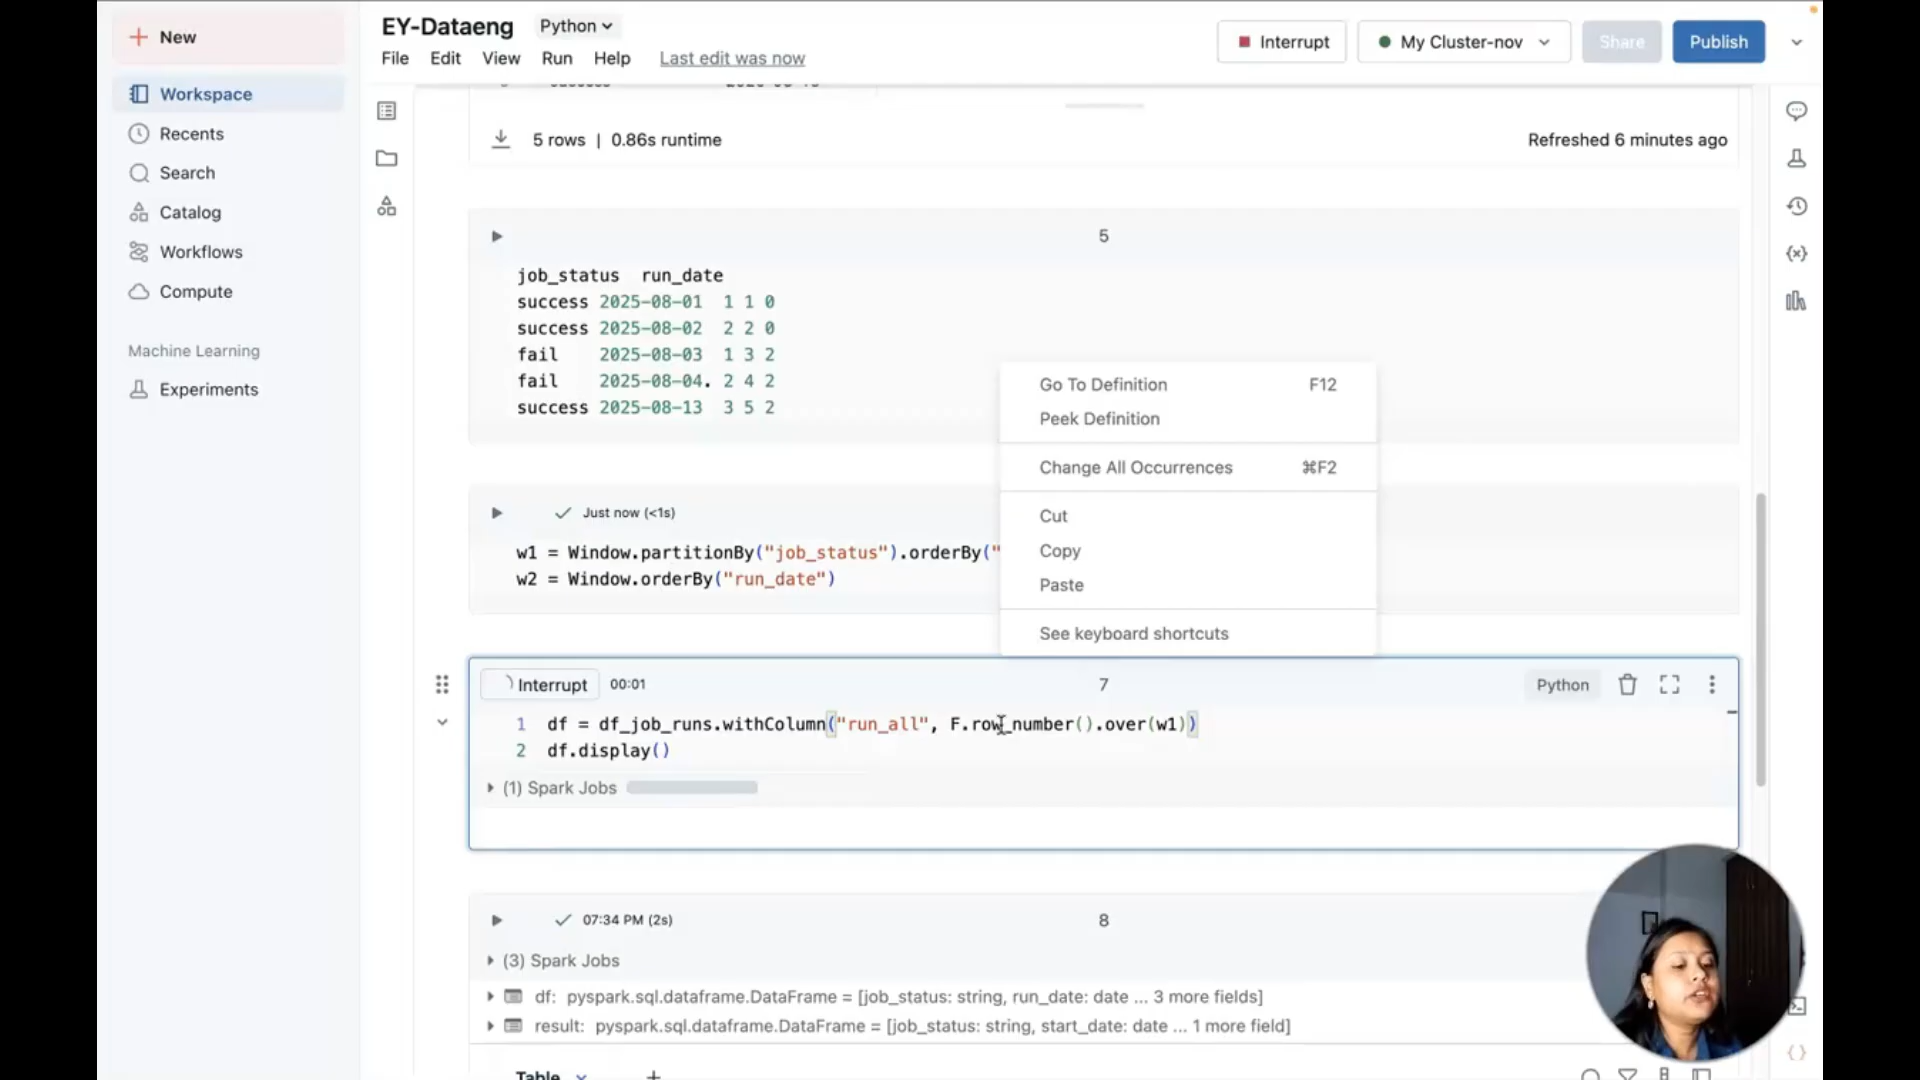 New
Workspace
Recents
Search
Catalog
Workflows
Compute
Machine Learning
Experiments
EY-Dataeng
Python
File Edit View Run Help Last edit was now
Interrupt
My Cluster-nov
Share
Publish
5 rows | 0.86s runtime
Refreshed 6 minutes ago
5
job_status run_date
success 2025-08-01 1 1 0
success 2025-08-02 2 2 0
fail 2025-08-03 1 3 2
fail 2025-08-04. 2 4 2
success 2025-08-13 3 5 2
Just now (<1s)
w1 = Window.partitionBy("job_status").orderBy("
w2 = Window.orderBy("run_date")
Go To Definition F12
Peek Definition
Change All Occurrences ⌘F2
Cut
Copy
Paste
See keyboard shortcuts
Interrupt 00:01
7
Python
1 df = df_job_runs.withColumn("run_all", F.row_number().over(w1))
2 df.display()
(1) Spark Jobs
07:34 PM (2s)
8
(3) Spark Jobs
df: pyspark.sql.dataframe.DataFrame = [job_status: string, run_date: date ... 3 more fields]
result: pyspark.sql.dataframe.DataFrame = [job_status: string, start_date: date ... 1 more field]
Table +